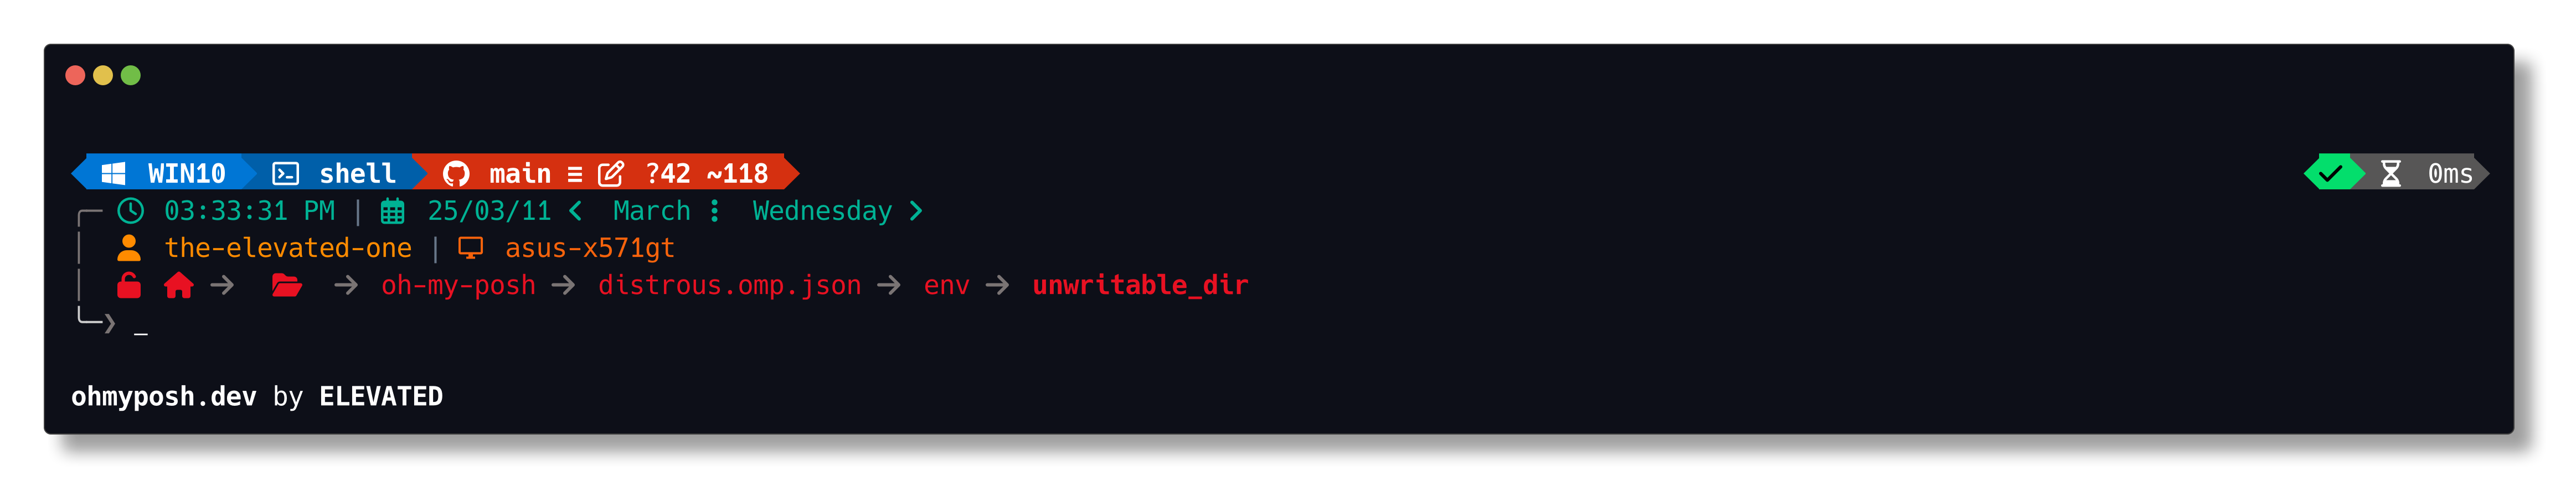 WIN10 shell main ≡ ?42 ~118 0ms
03:33:31 PM | 25/03/11 < March ⋮ Wednesday >
the-elevated-one | asus-x571gt
→ → oh-my-posh → distrous.omp.json → env → unwritable_dir
❯ _
ohmyposh.dev by ELEVATED